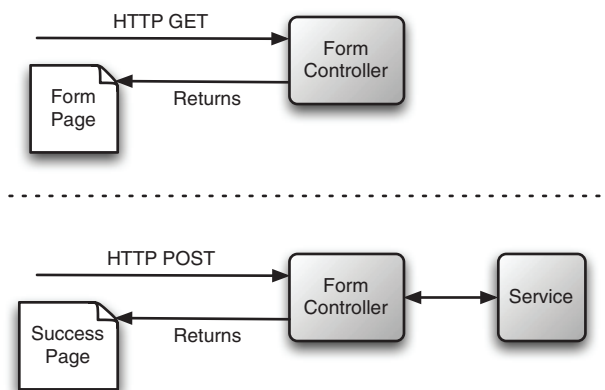 HTTP GET
Form
Controller
Form
Page
Returns
HTTP POST
Form
Controller
Service
Success
Page
Returns